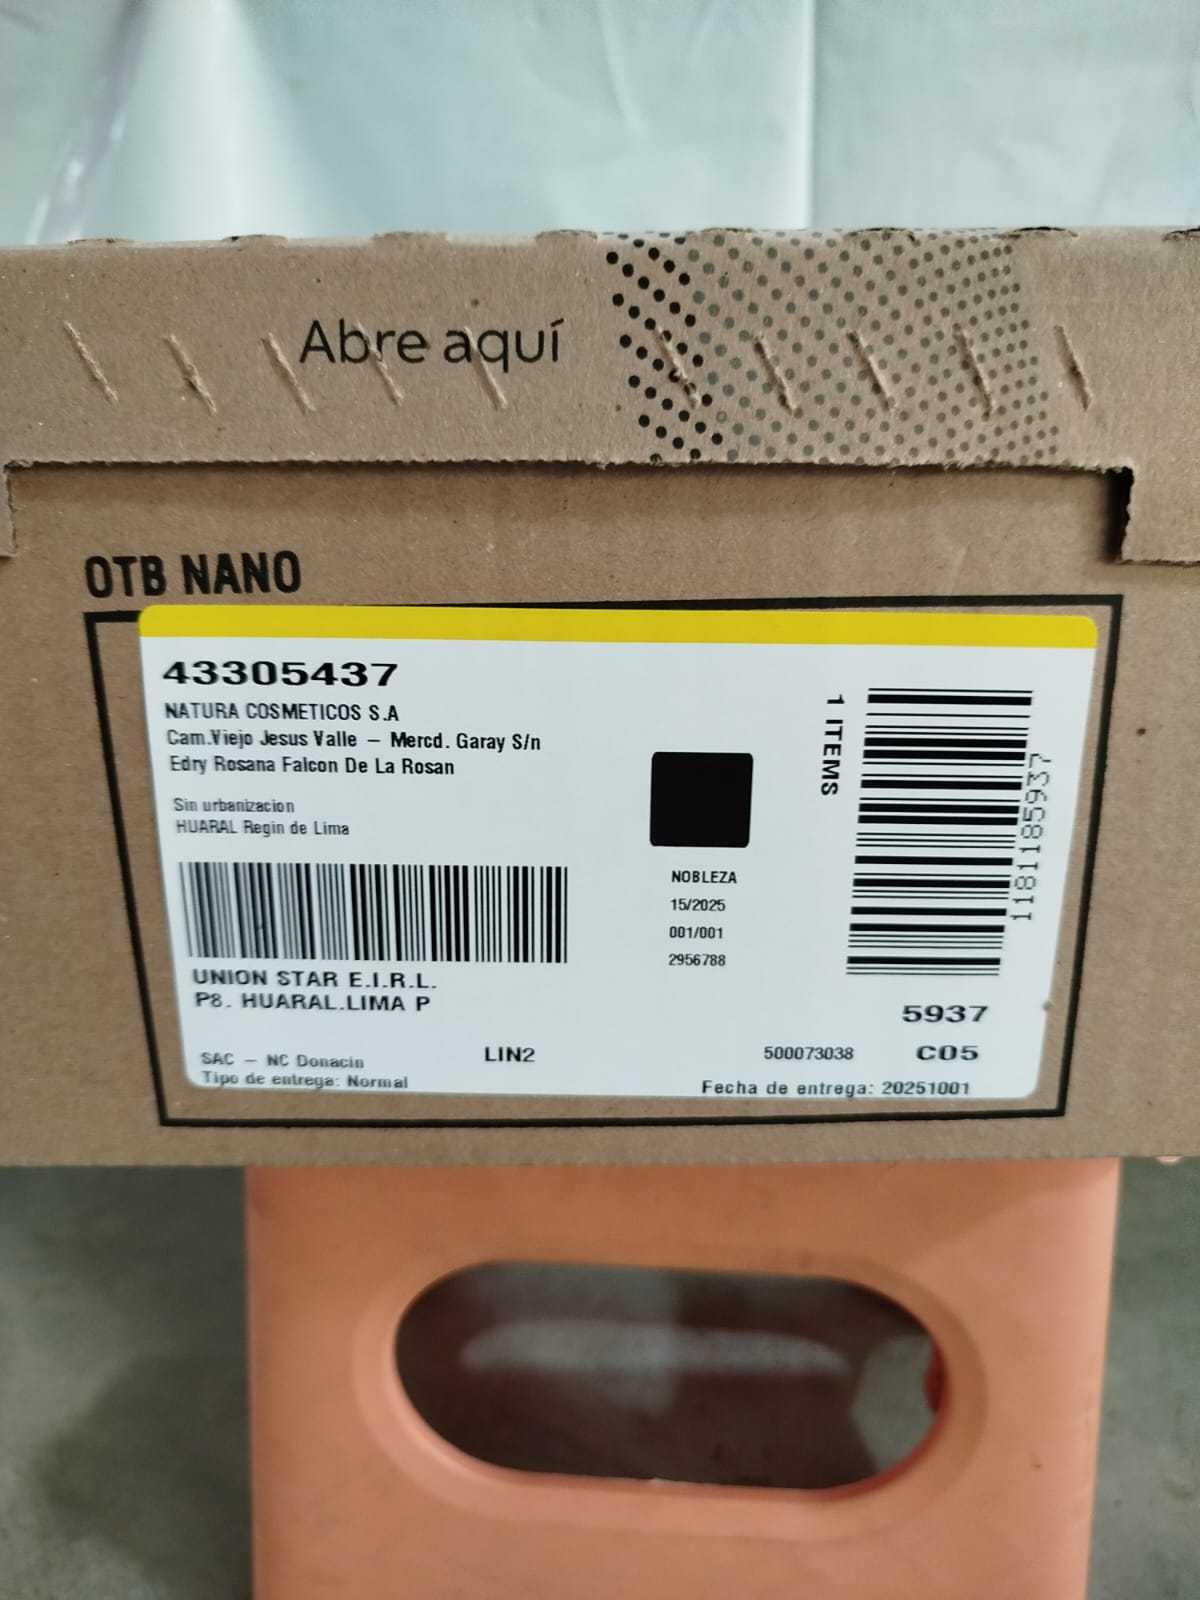 Abre aquí
OTB NANO
43305437
NATURA COSMETICOS S.A
Cam.Viejo Jesus Valle – Mercd. Garay S/n
Edry Rosana Falcon De La Rosan
Sin urbanizacion
HUARAL Regin de Lima
UNION STAR E.I.R.L.
P8. HUARAL.LIMA P
SAC – NC Donacin
Tipo de entrega: Normal
LIN2
NOBLEZA
15/2025
001/001
2956788
1 ITEMS
1181185937
5937
500073038 C05
Fecha de entrega: 20251001